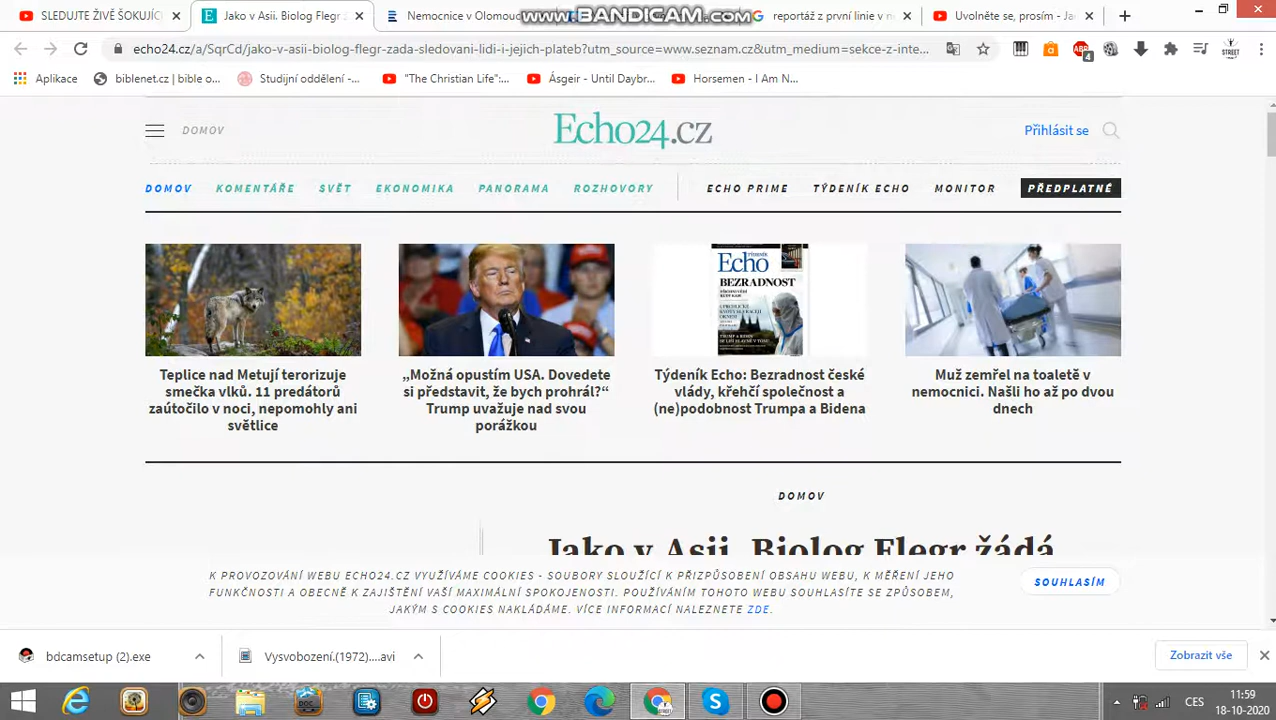 SLEDUJTE ŽIVĚ ŠOKUJÍCÍ
Jako v Asii. Biolog Flegr ž
Nemocnice v Olomou
www.BANDICAM.com
reportáž z první linie v n
Uvolněte se, prosím - Ja
echo24.cz/a/SqrCd/jako-v-asii-biolog-flegr-zada-sledovani-lidi-i-jejich-plateb?utm_source=www.seznam.cz&utm_medium=sekce-z-inte...
ABP
4
STREET
Aplikace
biblenet.cz | bible o...
Studijní oddělení -...
"The Christian Life"...
Ásgeir - Until Daybr...
Horsemen - I Am N...
DOMOV
Echo24.cz
Přihlásit se
DOMOV KOMENTÁŘE SVĚT EKONOMIKA PANORAMA ROZHOVORY ECHO PRIME TÝDENÍK ECHO MONITOR PŘEDPLATNÉ
TÝDENÍK
Echo
BEZRADNOST
Teplice nad Metují terorizuje
smečka vlků. 11 predátorů
zaútočilo v noci, nepomohly ani
světlice
„Možná opustím USA. Dovedete
si představit, že bych prohrál?“
Trump uvažuje nad svou
porážkou
Týdeník Echo: Bezradnost české
vlády, křehčí společnost a
(ne)podobnost Trumpa a Bidena
Muž zemřel na toaletě v
nemocnici. Našli ho až po dvou
dnech
DOMOV
Jako v Asii. Biolog Flegr žádá
K PROVOZOVÁNÍ WEBU ECHO24.CZ VYUŽÍVÁME COOKIES - SOUBORY SLOUŽÍCÍ K PŘIZPŮSOBENÍ OBSAHU WEBU, K MĚŘENÍ JEHO
FUNKČNOSTI A OBECNĚ K ZAJIŠTĚNÍ VAŠÍ MAXIMÁLNÍ SPOKOJENOSTI. POUŽÍVÁNÍM TOHOTO WEBU SOUHLASÍTE SE ZPŮSOBEM,
JAKÝM S COOKIES NAKLÁDÁME. VÍCE INFORMACÍ NALEZNETE ZDE.
SOUHLASÍM
bdcamsetup (2).exe
Vysvobození.(1972)....avi
Zobrazit vše
CES
11:59
18-10-2020